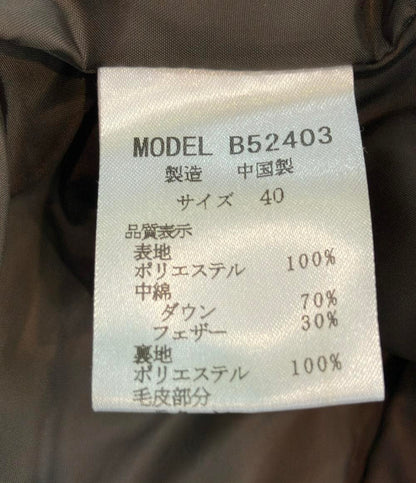 MODEL B52403
製造 中国製
サイズ 40
品質表示
表地
ポリエステル 100%
中綿
ダウン 70%
フェザー 30%
裏地
ポリエステル 100%
毛皮部分